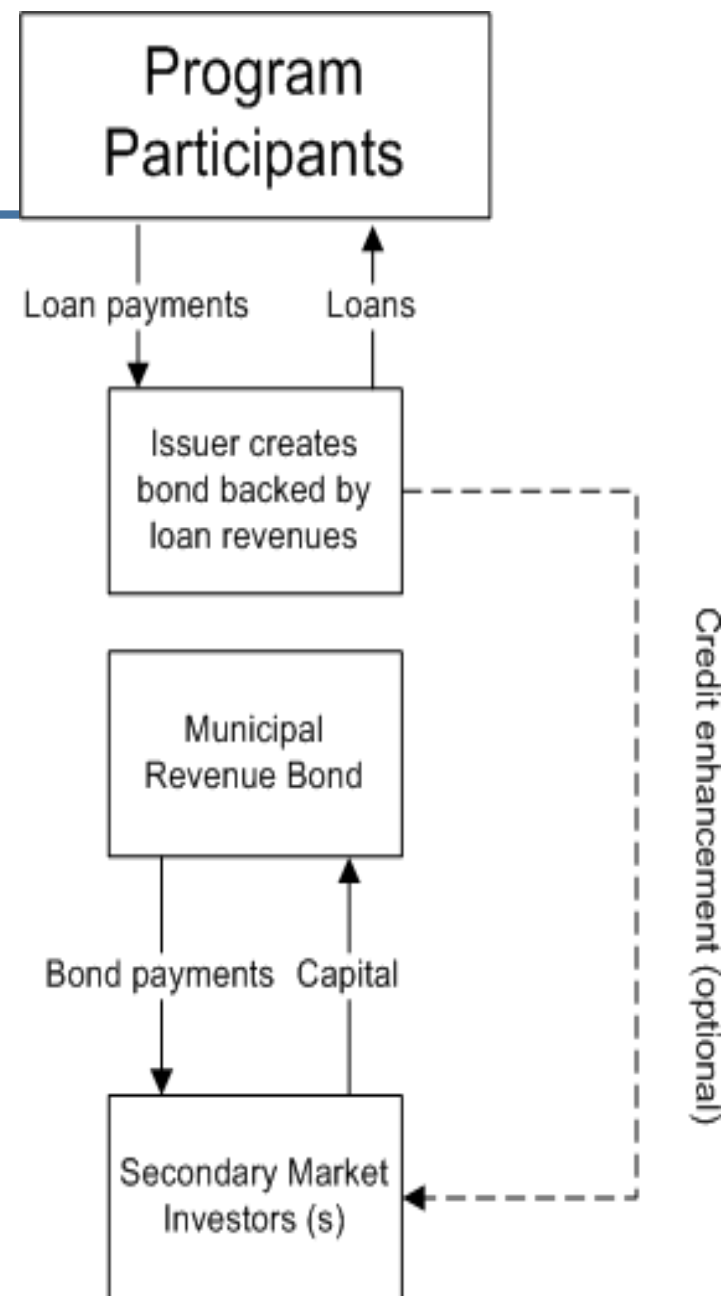 Program
Participants
Loan payments
Loans
Issuer creates
bond backed by
loan revenues
Municipal
Revenue Bond
Bond payments
Capital
Secondary Market
Investors (s)
Credit enhancement (optional)